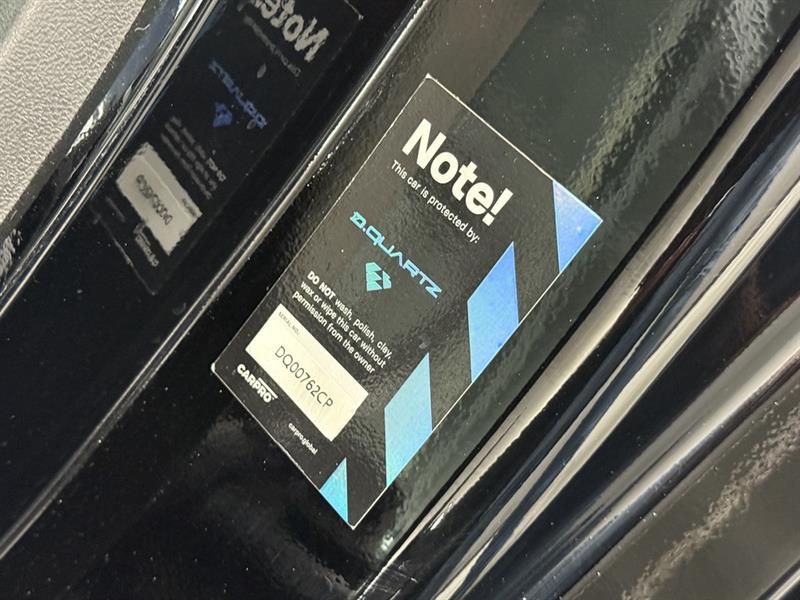 Note!
This car is protected by:
D.QUARTZ
DO NOT wash, polish, clay,
wax or wipe this car without
permission from the owner
SERIAL NO.
DQ00762CP
CARPRO
carpro.global